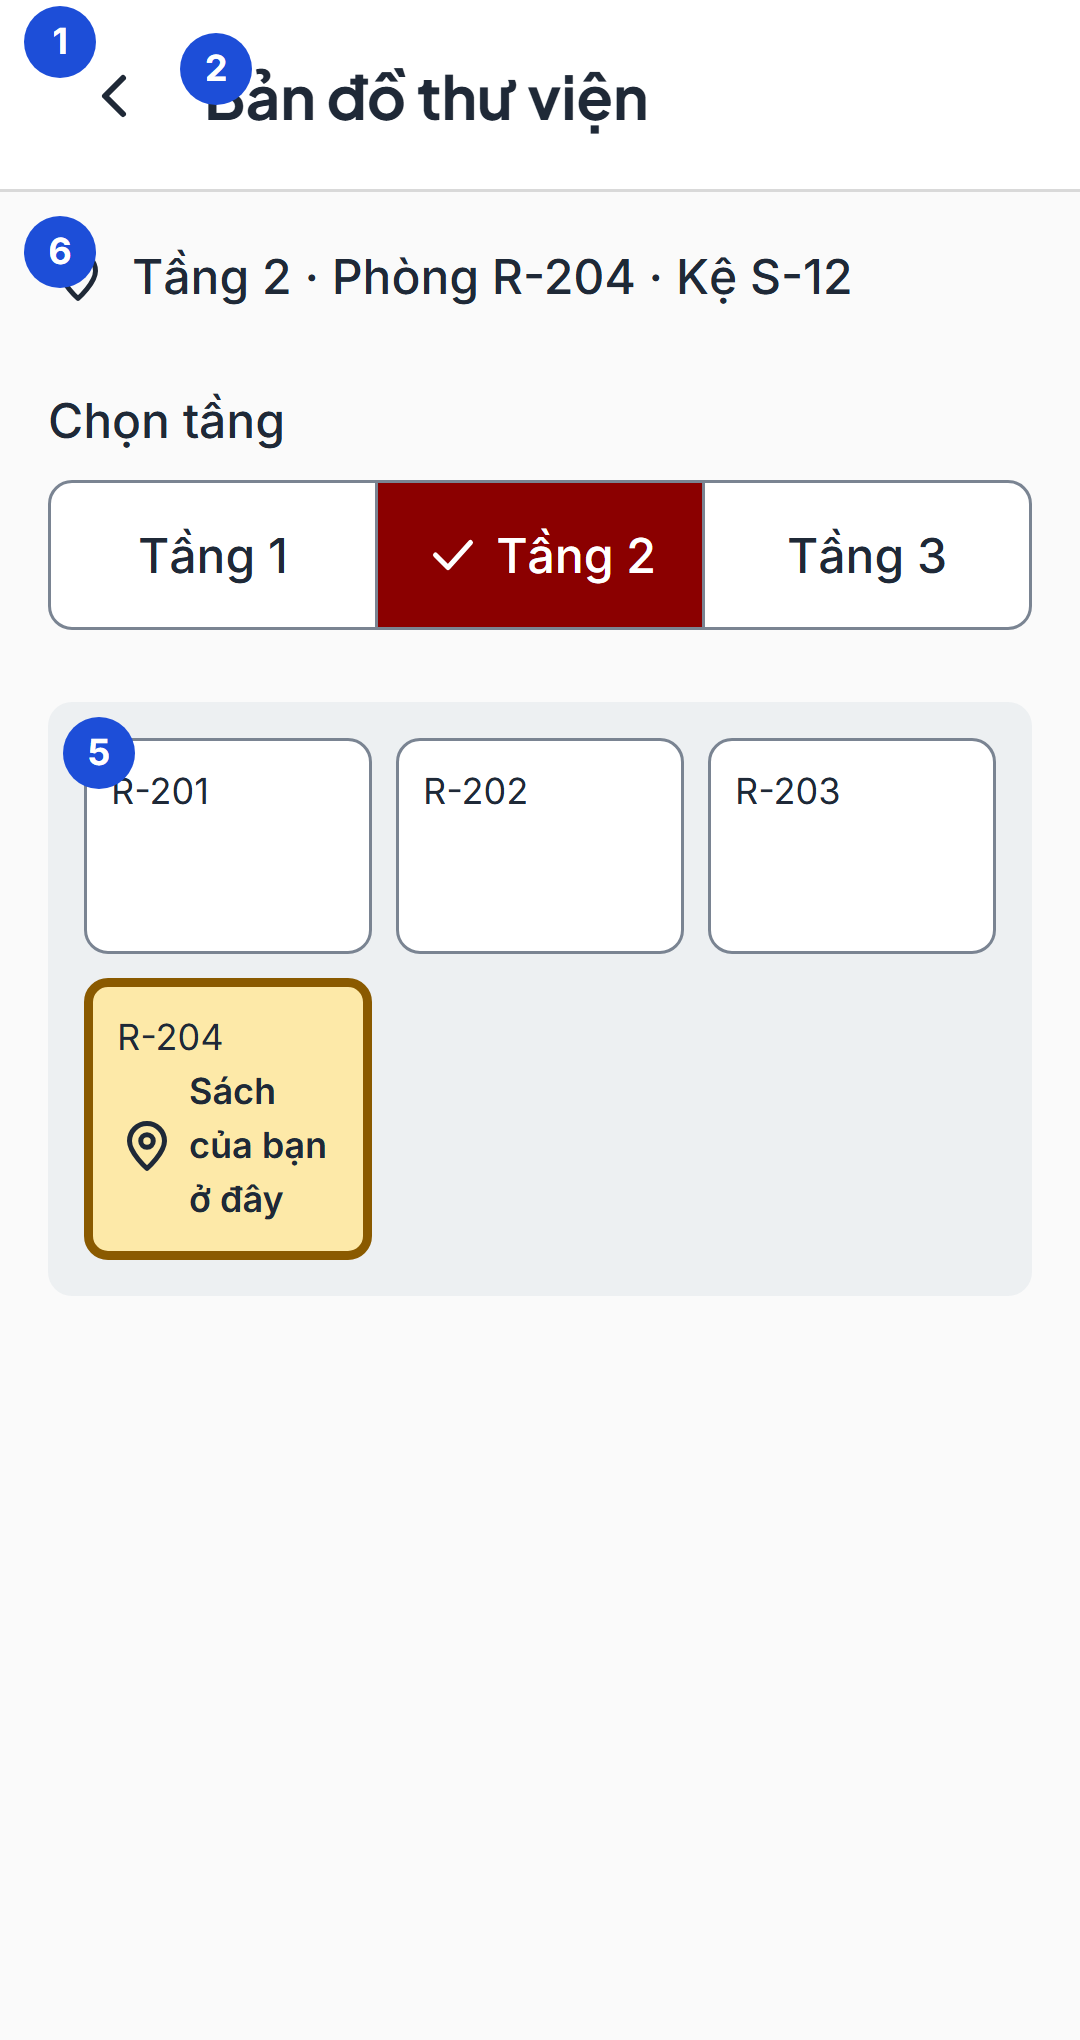 1
2
Bản đồ thư viện
6
Tầng 2 · Phòng R-204 · Kệ S-12
Chọn tầng
Tầng 1
Tầng 2
Tầng 3
5
R-201
R-202
R-203
R-204
Sách
của bạn
ở đây